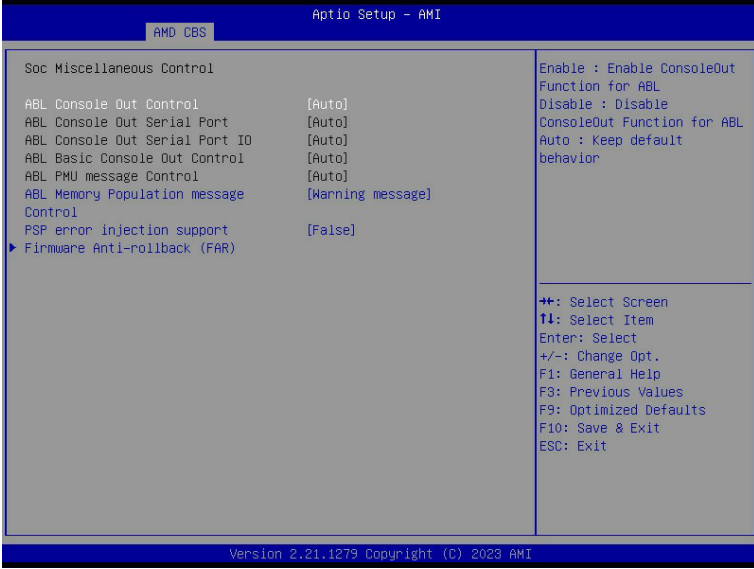 Aptio Setup - AMI
AMD CBS
Soc Miscellaneous Control
ABL Console Out Control [Auto]
ABL Console Out Serial Port [Auto]
ABL Console Out Serial Port IO [Auto]
ABL Basic Console Out Control [Auto]
ABL PMU message Control [Auto]
ABL Memory Population message [Warning message]
Control
PSP error injection support [False]
Firmware Anti-rollback (FAR)
Enable : Enable ConsoleOut
Function for ABL
Disable : Disable
ConsoleOut Function for ABL
Auto : Keep default
behavior
→←: Select Screen
↑↓: Select Item
Enter: Select
+/-: Change Opt.
F1: General Help
F3: Previous Values
F9: Optimized Defaults
F10: Save & Exit
ESC: Exit
Version 2.21.1279 Copyright (C) 2023 AMI